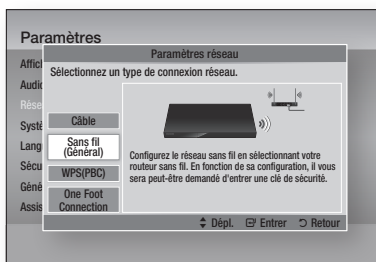 Paramètres
Paramètres réseau
Sélectionnez un type de connexion réseau.
Câble
Sans fil
(Général)
WPS(PBC)
One Foot
Connection
Configurez le réseau sans fil en sélectionnant votre
routeur sans fil. En fonction de sa configuration, il vous
sera peut-être demandé d'entrer une clé de sécurité.
Affic
Audio
Rése
Systè
Lang
Sécu
Géné
Assis
Dépl. Entrer Retour